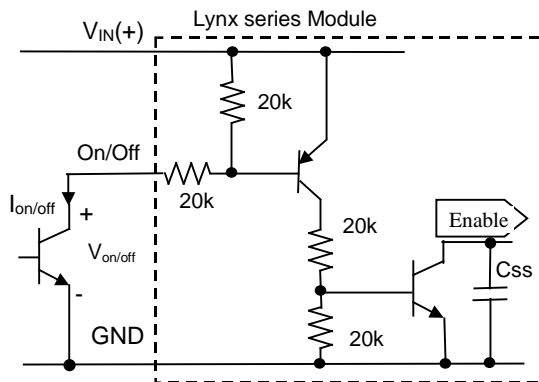 Lynx series Module
VIN(+)
20k
On/Off
20k
Ion/off
+
Von/off
-
20k
Enable
Css
20k
GND